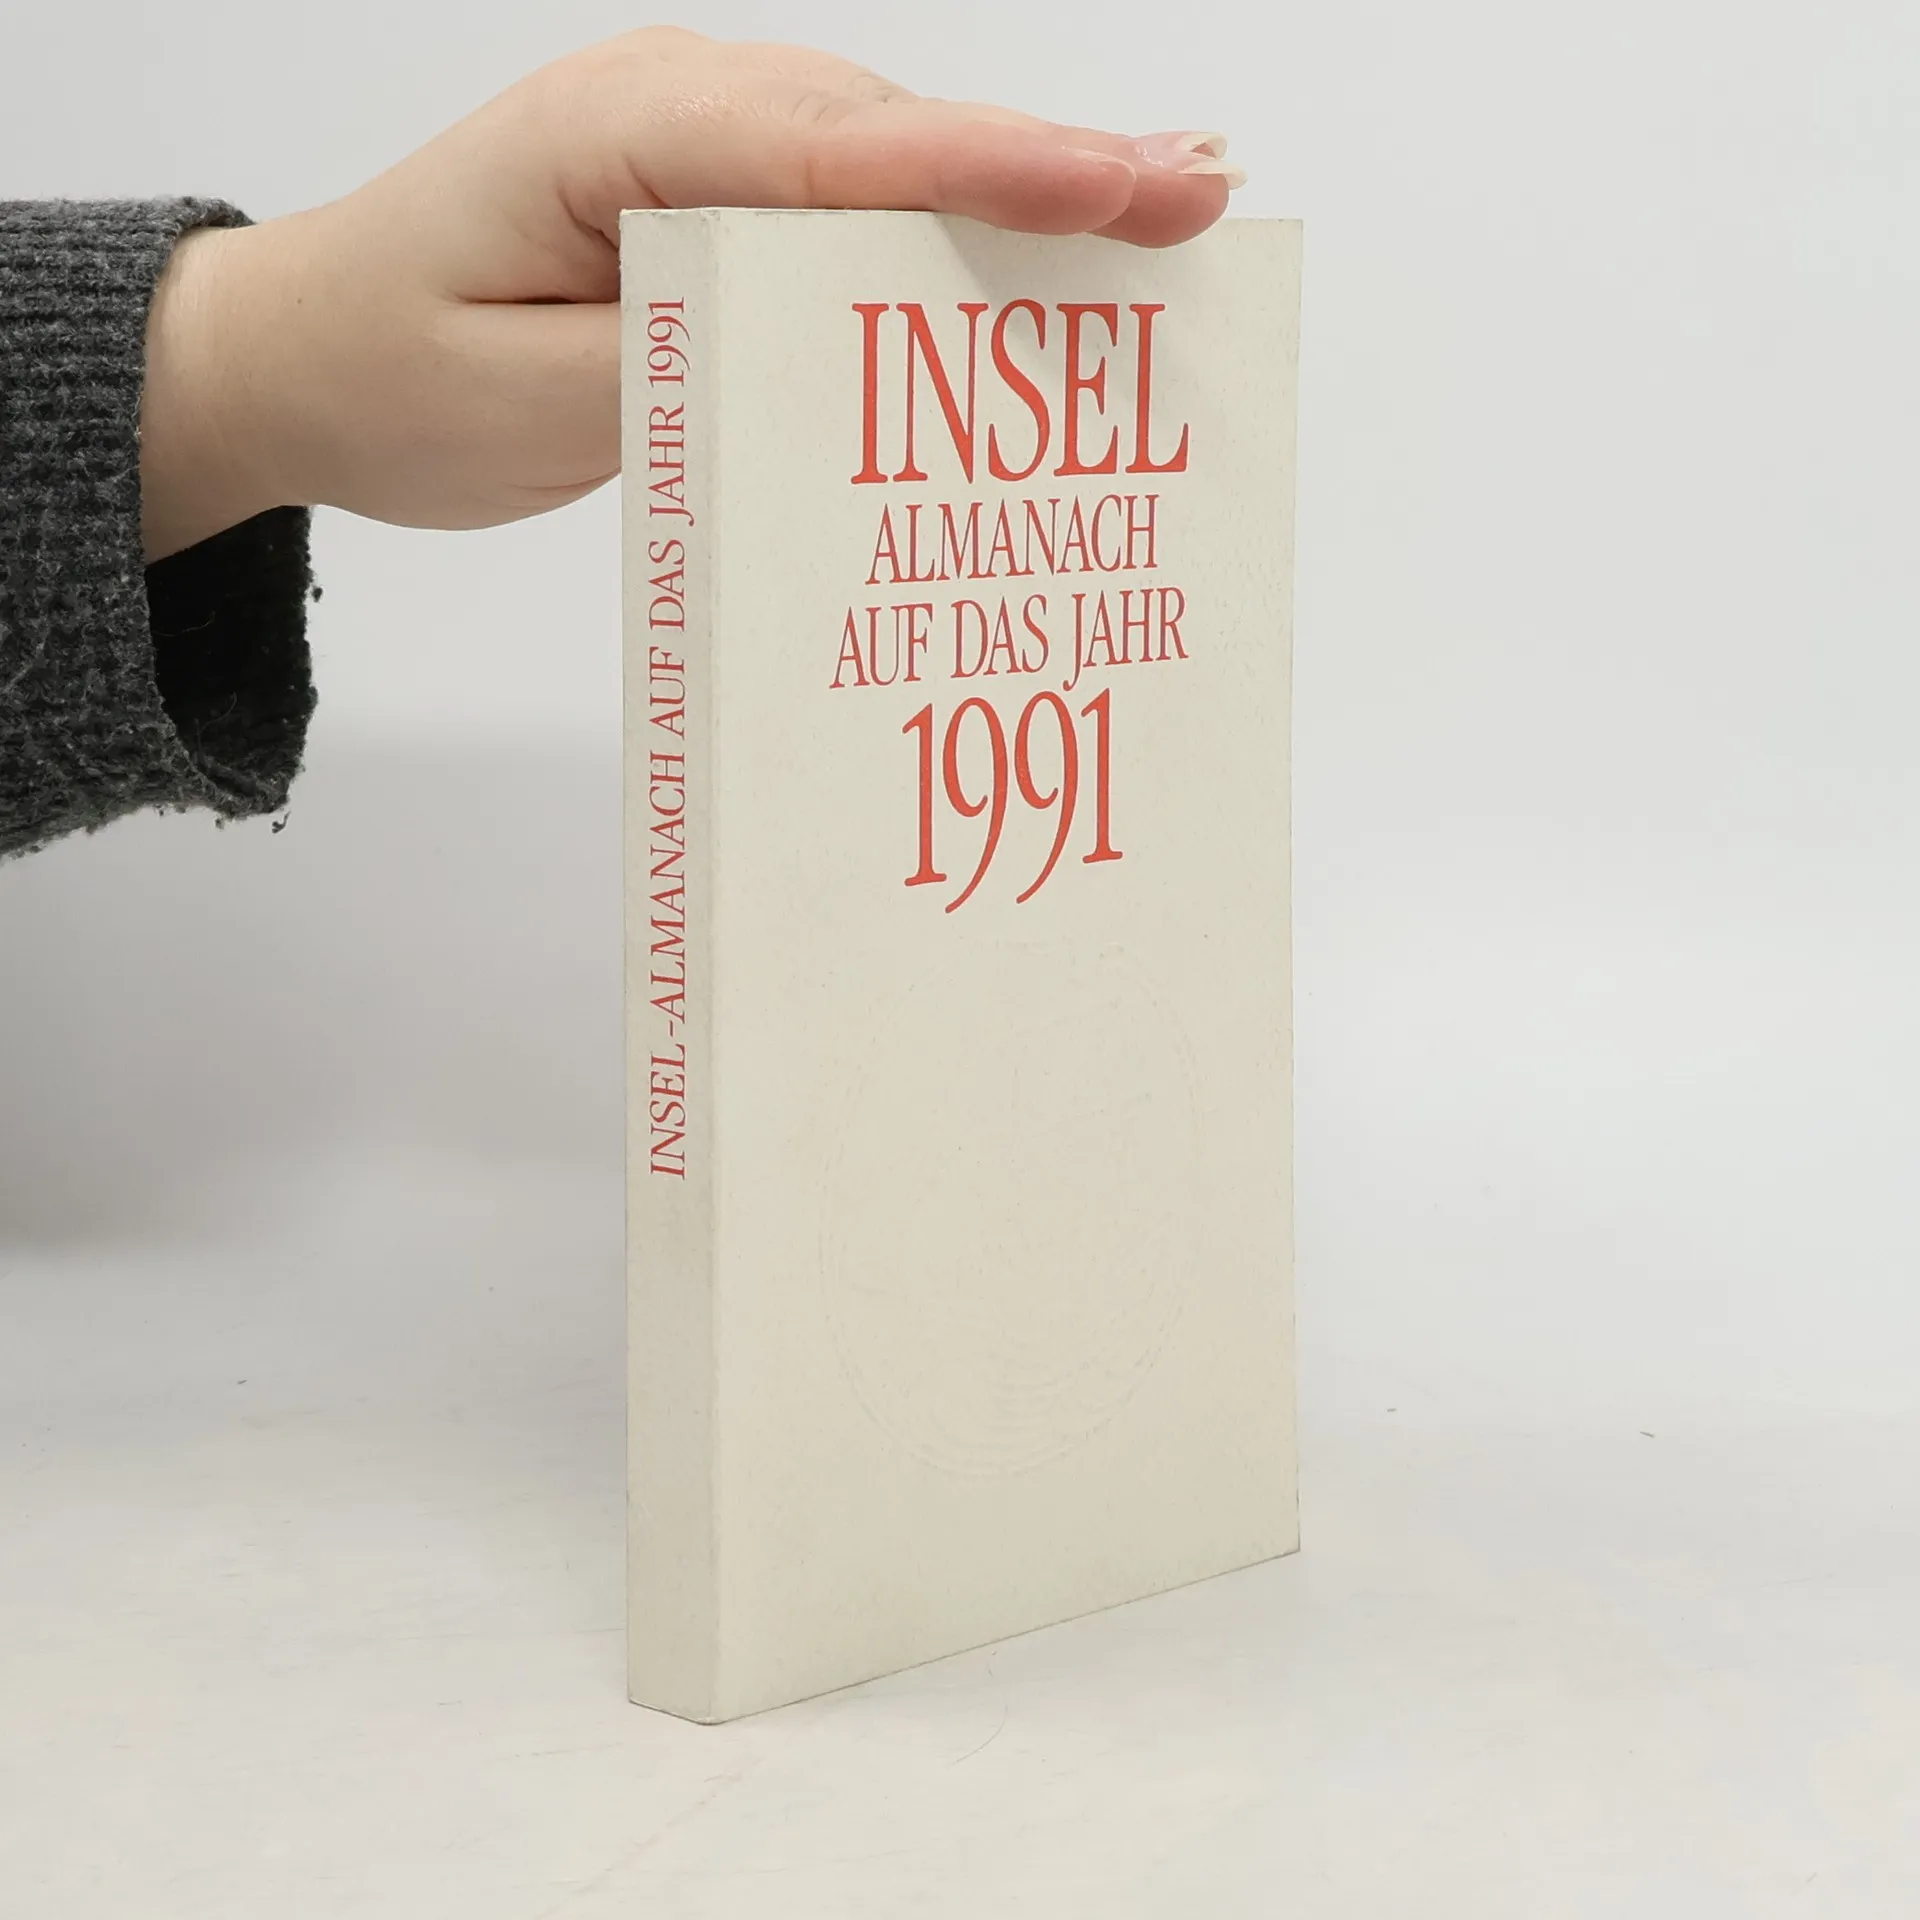 INSEL-ALMANACH AUF DAS JAHR 1991
INSEL
ALMANACH
AUF DAS JAHR
1991